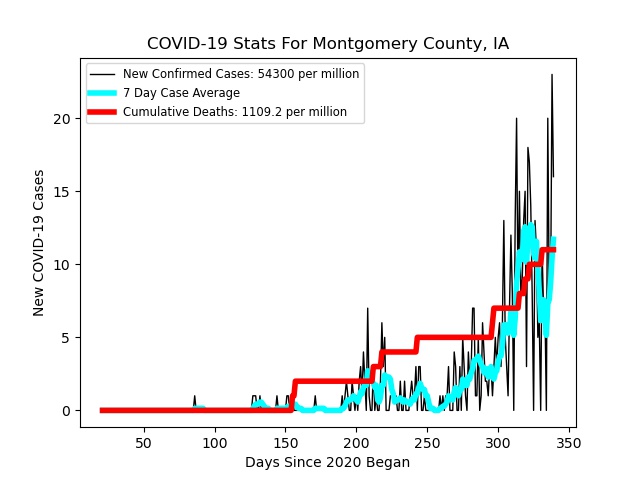 COVID-19 Stats For Montgomery County, IA
New Confirmed Cases: 54300 per million
7 Day Case Average
Cumulative Deaths: 1109.2 per million
New COVID-19 Cases
20
15
10
5
0
50 100 150 200 250 300 350
Days Since 2020 Began